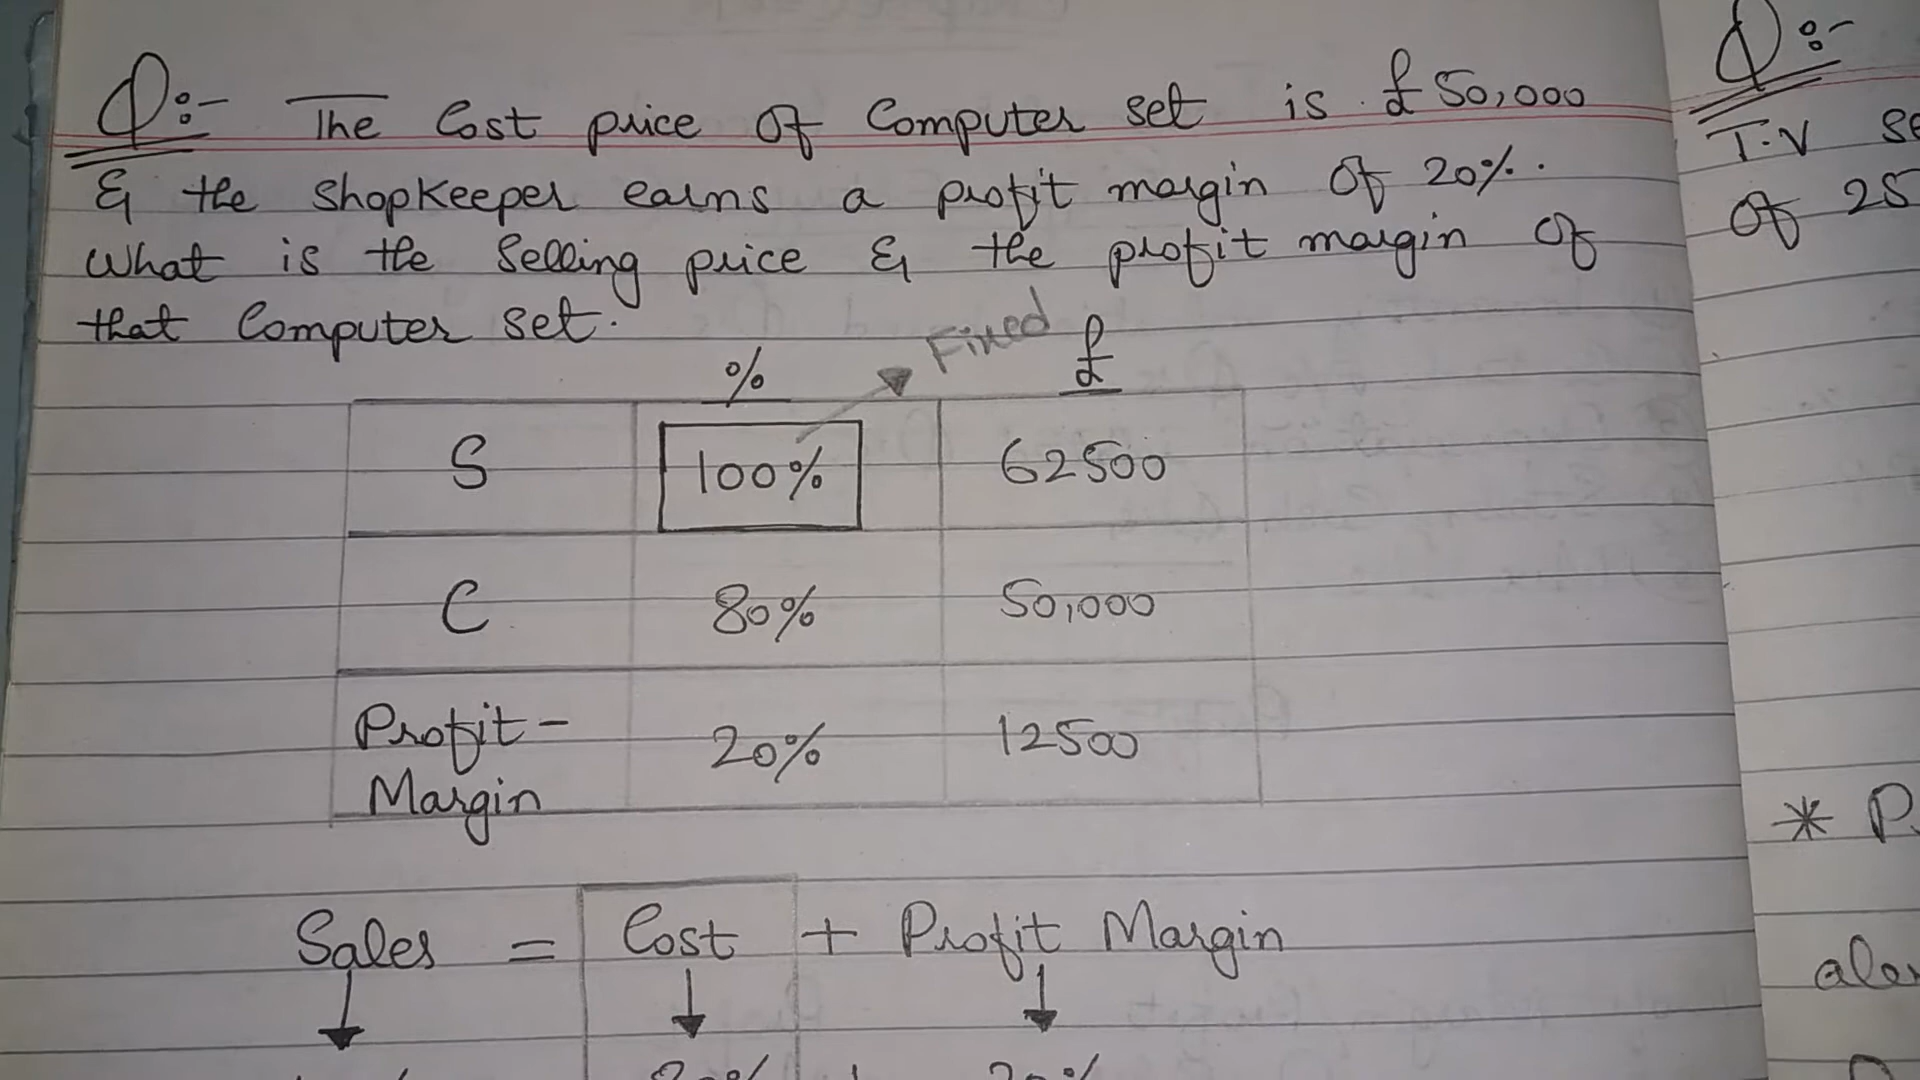 Q:- The Cost price of Computer set is £50,000
& the shopkeeper earns a profit margin of 20%.
What is the Selling price & the profit margin of
that Computer set.
% Fixed £
S 100% 62500
C 80% 50,000
Profit- 20% 12500
Margin
Sales = Cost + Profit Margin
20%
Q:-
T.V
of 25
* P